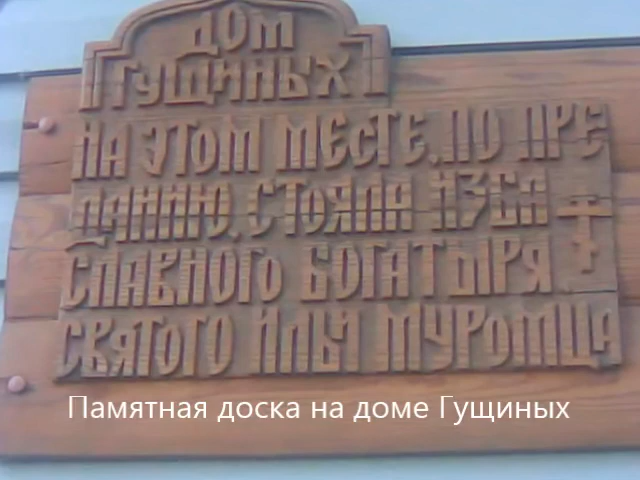 ДОМ
ГУЩИНЫХ
НА ЭТОМ МЕСТЕ, ПО ПРЕ
ДАНИЮ, СТОЯЛА ИЗБА
СЛАВНОГО БОГАТЫРЯ
СВЯТОГО ИЛЬИ МУРОМЦА
Памятная доска на доме Гущиных